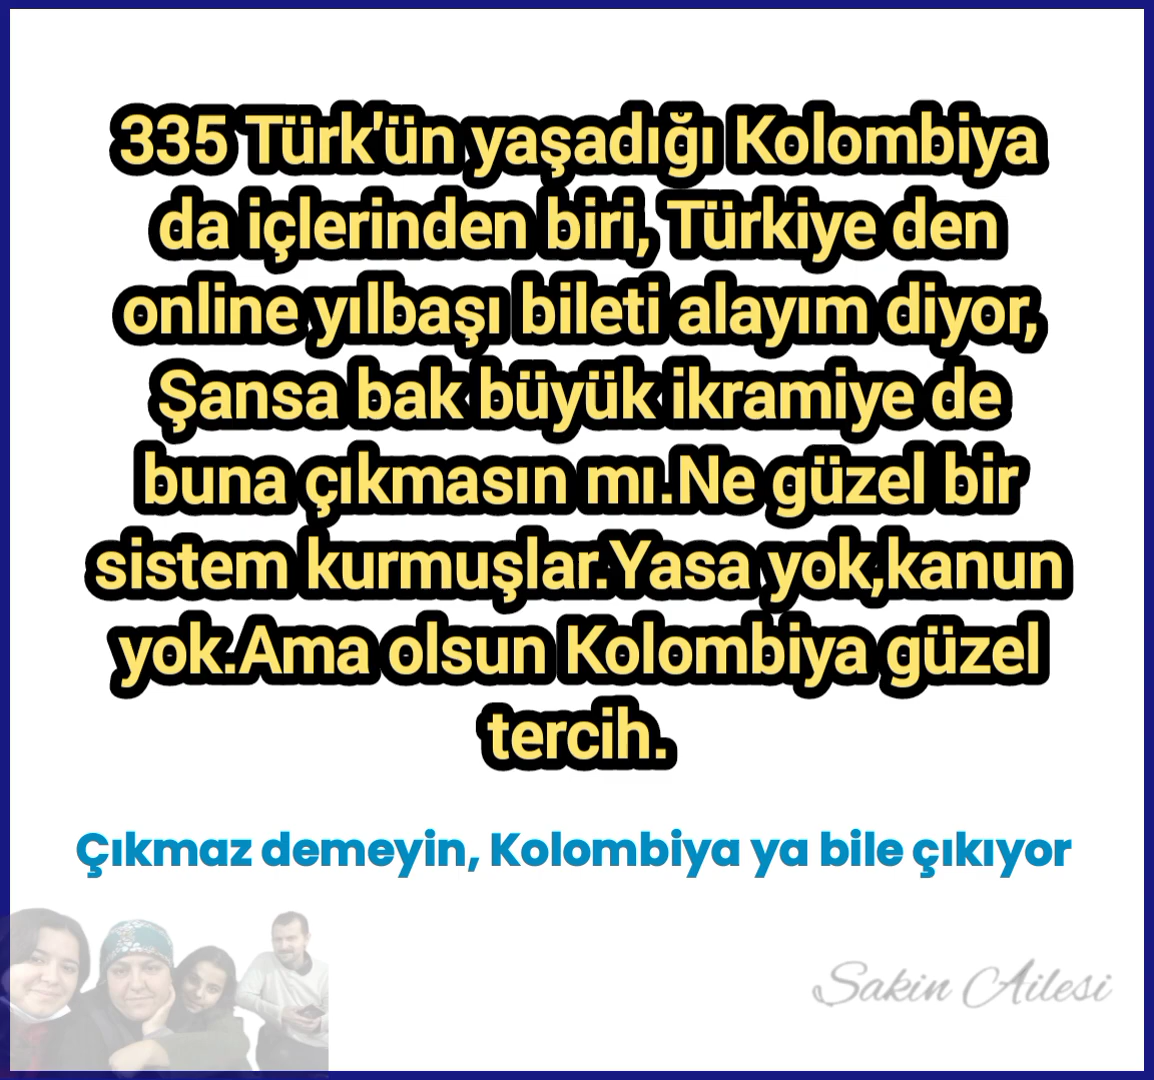 335 Türk'ün yaşadığı Kolombiya
da içlerinden biri, Türkiye den
online yılbaşı bileti alayım diyor,
Şansa bak büyük ikramiye de
buna çıkmasın mı.Ne güzel bir
sistem kurmuşlar.Yasa yok,kanun
yok.Ama olsun Kolombiya güzel
tercih.
Çıkmaz demeyin, Kolombiya ya bile çıkıyor
Sakin Ailesi